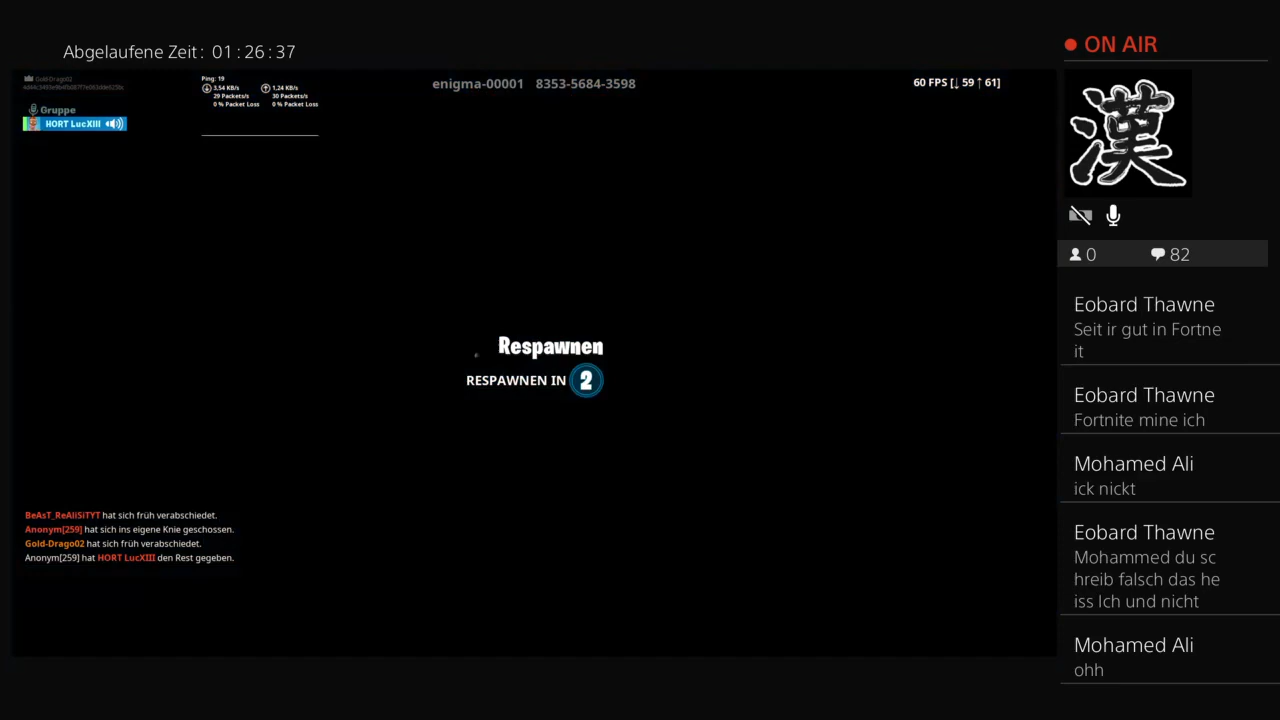 Abgelaufene Zeit: 01:26:37
ON AIR
Gold-Drago02
Ping: 19
3,54 KB/s
29 Packets/s
0 % Packet Loss
1,24 KB/s
30 Packets/s
0 % Packet Loss
enigma-00001 8353-5684-3598
60 FPS [↓ 59 ↑ 61]
Gruppe
HORT LucXIII
漢
0 82
Respawnen
RESPAWNEN IN 2
BeAsT_ReAliSiTYT hat sich früh verabschiedet.
Anonym[259] hat sich ins eigene Knie geschossen.
Gold-Drago02 hat sich früh verabschiedet.
Anonym[259] hat HORT LucXIII den Rest gegeben.
Eobard Thawne
Seit ir gut in Fortne
it
Eobard Thawne
Fortnite mine ich
Mohamed Ali
ick nickt
Eobard Thawne
Mohammed du sc
hreib falsch das he
iss Ich und nicht
Mohamed Ali
ohh